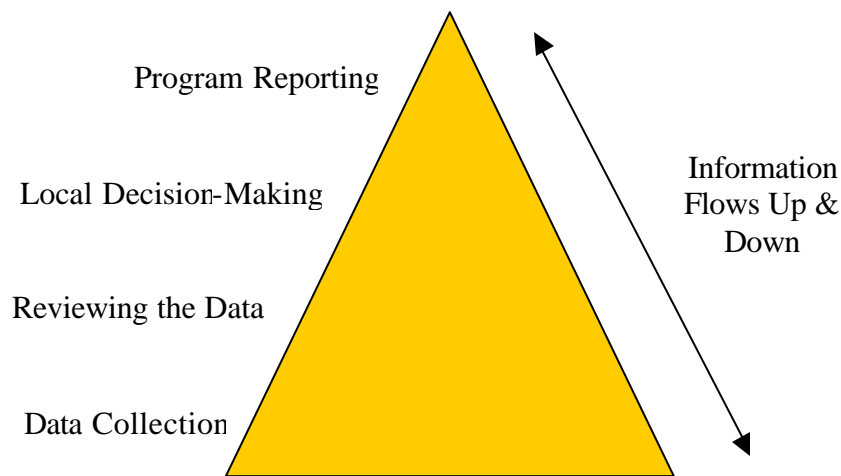 Program Reporting
Local Decision-Making
Information
Flows Up &
Down
Reviewing the Data
Data Collection